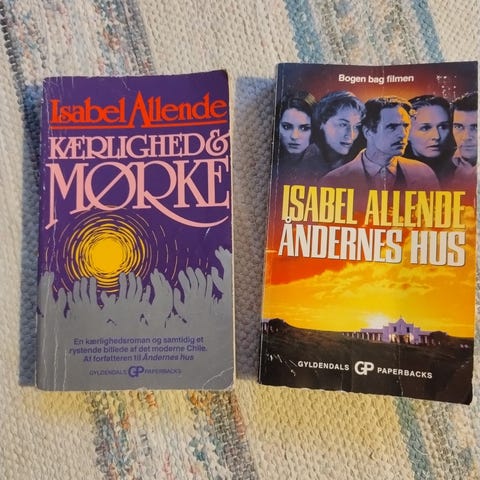 Isabel Allende
KÆRLIGHED&
MØRKE
En kærlighedsroman og samtidig et
rystende billede af det moderne Chile.
Af forfatteren til Åndernes hus
GYLDENDALS GP PAPERBACKS
Bogen bag filmen
ISABEL ALLENDE
ÅNDERNES HUS
GYLDENDALS GP PAPERBACKS